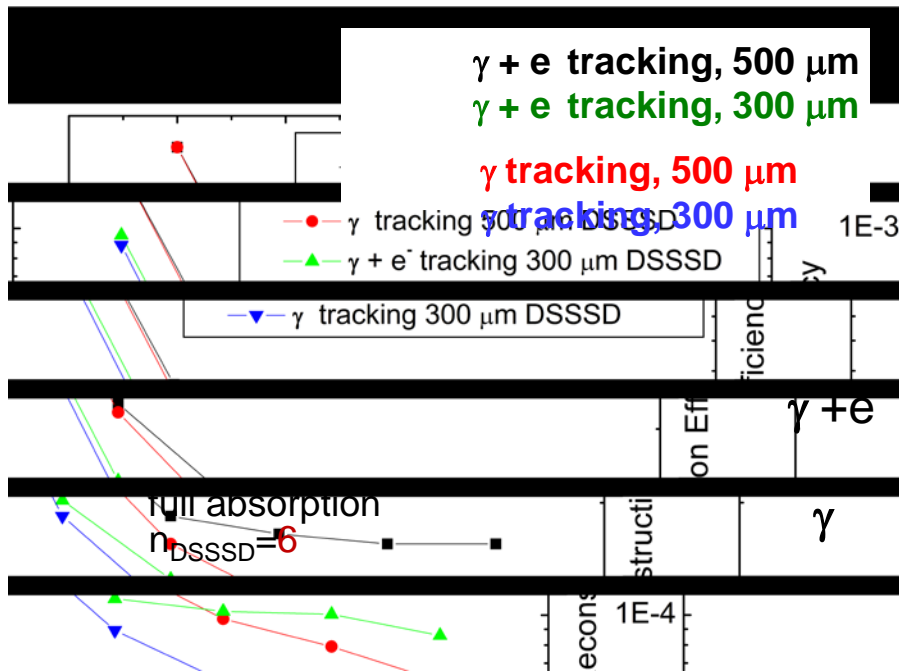 γ + e tracking, 500 μm
γ + e tracking, 300 μm
γ tracking, 500 μm
γ tracking, 300 μm
γ tracking 500 μm DSSSD
γ + e⁻ tracking 300 μm DSSSD
γ tracking 300 μm DSSSD
1E-3
γ +e
γ
full absorption
n_DSSSD=6
1E-4